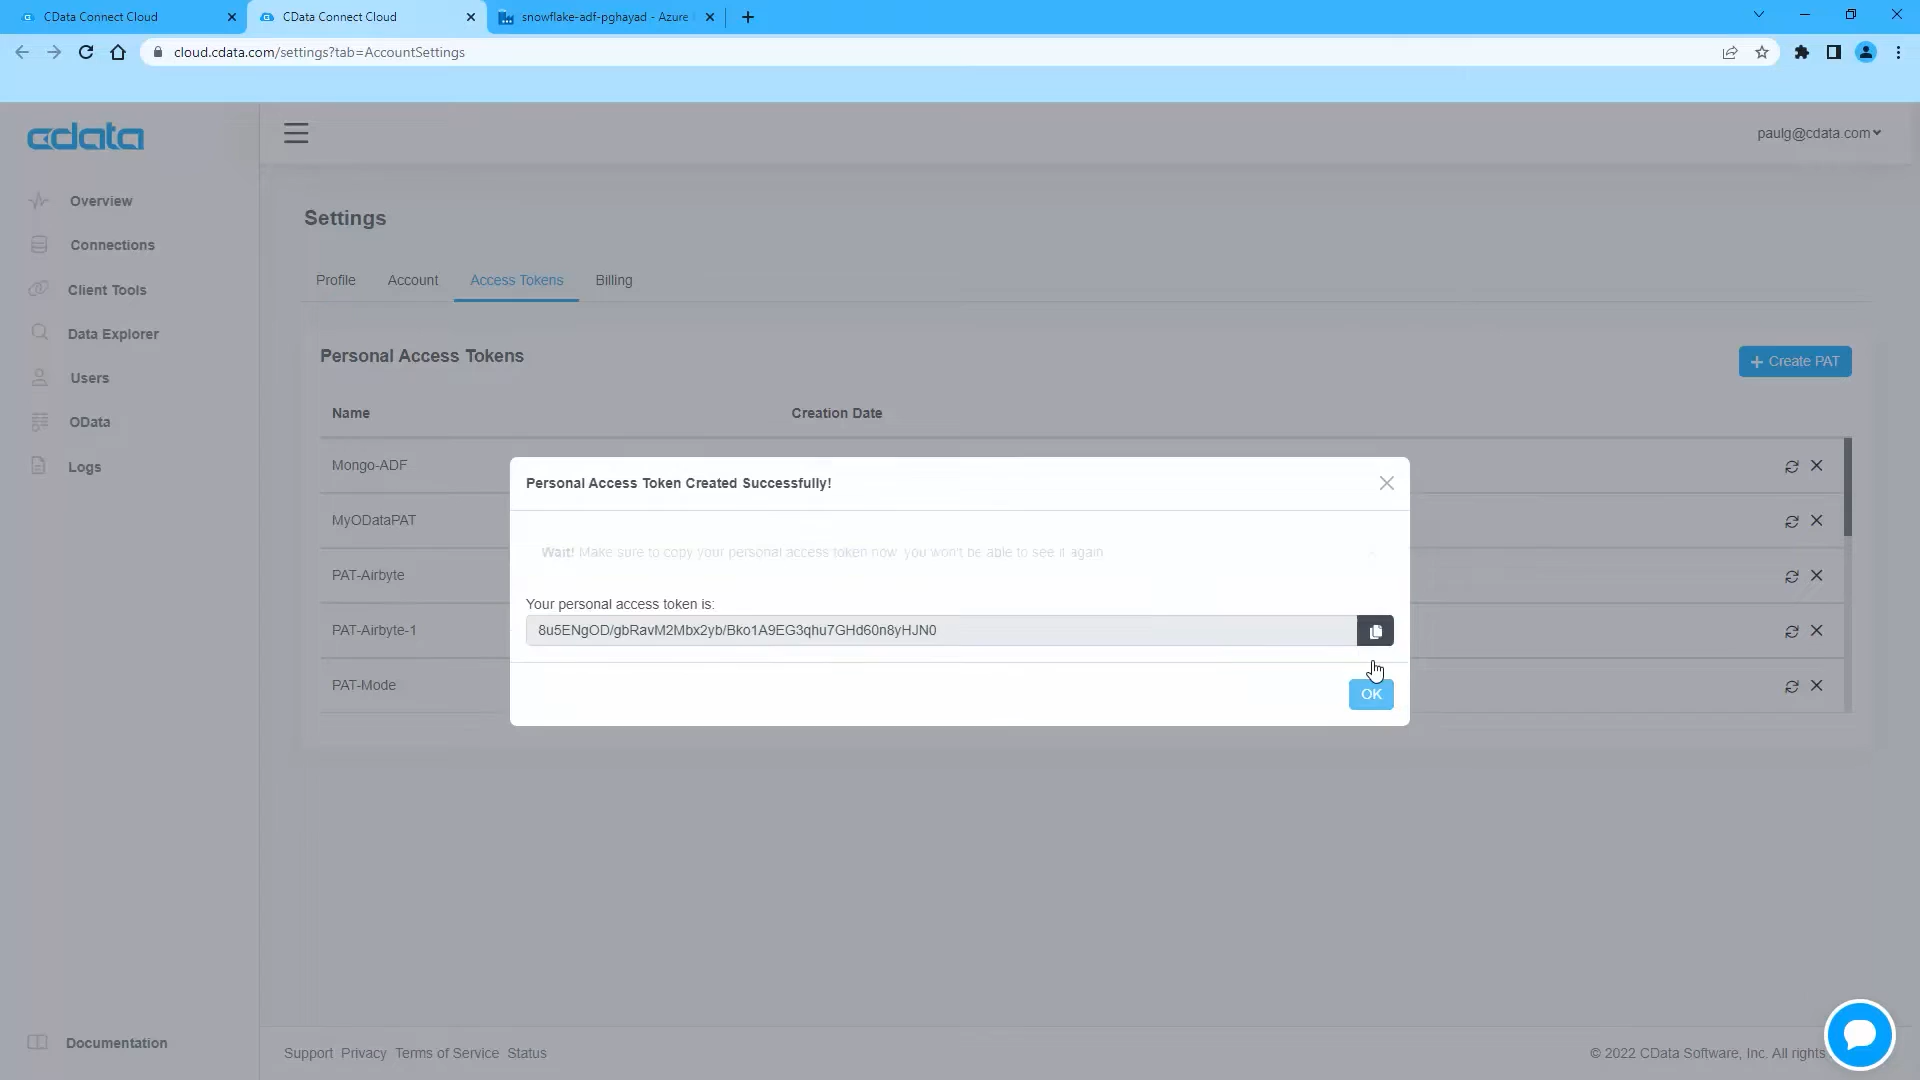 CData Connect Cloud
CData Connect Cloud
snowflake-adf-pghayad - Azure
cloud.cdata.com/settings?tab=AccountSettings
cdata
paulg@cdata.com
Overview
Connections
Client Tools
Data Explorer
Users
OData
Logs
Documentation
Settings
Profile
Account
Access Tokens
Billing
Personal Access Tokens
+ Create PAT
Name
Creation Date
Mongo-ADF
MyODataPAT
PAT-Airbyte
PAT-Airbyte-1
PAT-Mode
Personal Access Token Created Successfully!
Wait! Make sure to copy your personal access token now, you won't be able to see it again
Your personal access token is:
8u5ENgOD/gbRavM2Mbx2yb/Bko1A9EG3qhu7GHd60n8yHJN0
OK
Support Privacy Terms of Service Status
© 2022 CData Software, Inc. All rights